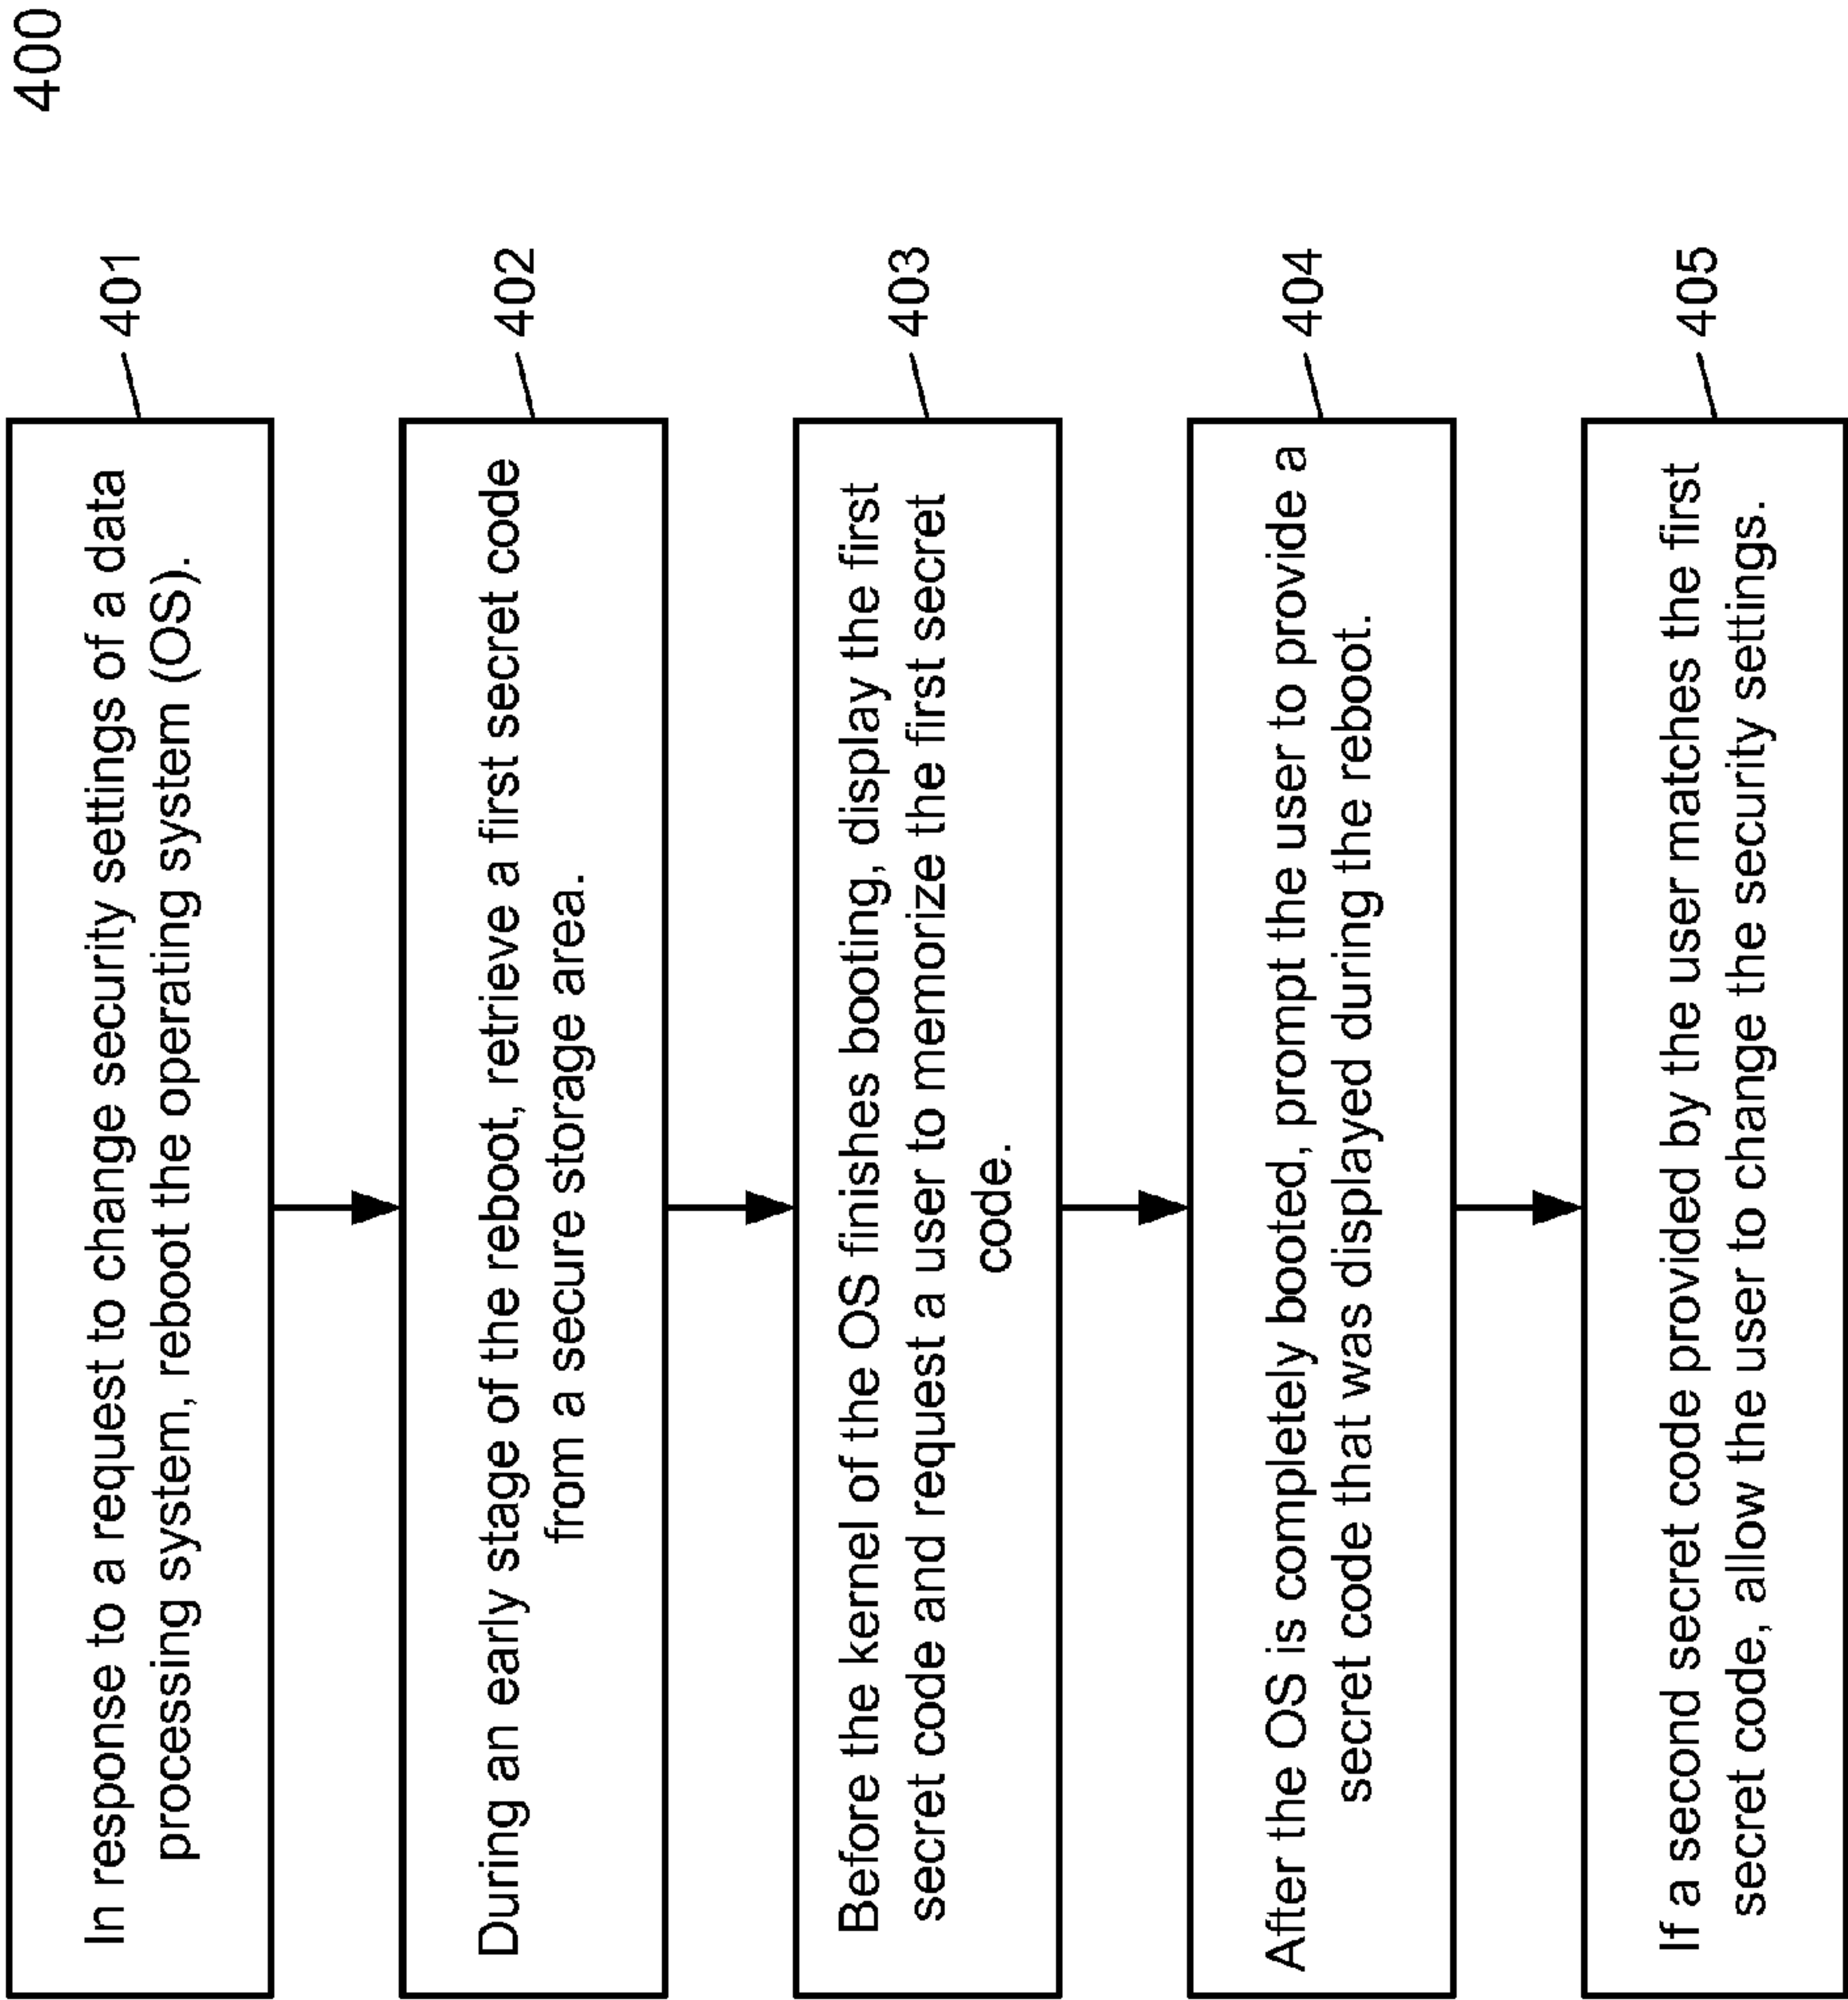 400
In response to a request to change security settings of a data
processing system, reboot the operating system (OS).
401
During an early stage of the reboot, retrieve a first secret code
from a secure storage area.
402
Before the kernel of the OS finishes booting, display the first
secret code and request a user to memorize the first secret
code.
403
After the OS is completely booted, prompt the user to provide a
secret code that was displayed during the reboot.
404
If a second secret code provided by the user matches the first
secret code, allow the user to change the security settings.
405